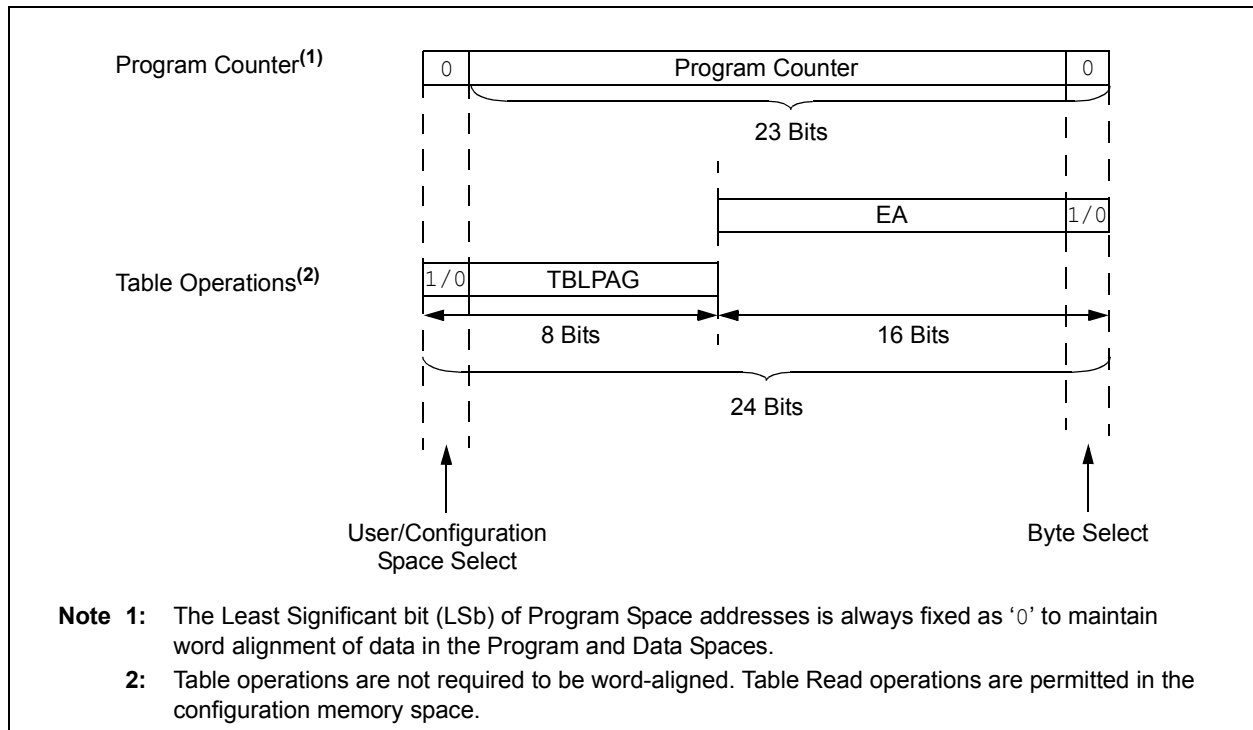 Program Counter(1)
0 Program Counter 0
23 Bits
EA 1/0
Table Operations(2)
1/0 TBLPAG
8 Bits 16 Bits
24 Bits
User/Configuration
Space Select
Byte Select
Note 1: The Least Significant bit (LSb) of Program Space addresses is always fixed as ‘0’ to maintain
word alignment of data in the Program and Data Spaces.
2: Table operations are not required to be word-aligned. Table Read operations are permitted in the
configuration memory space.